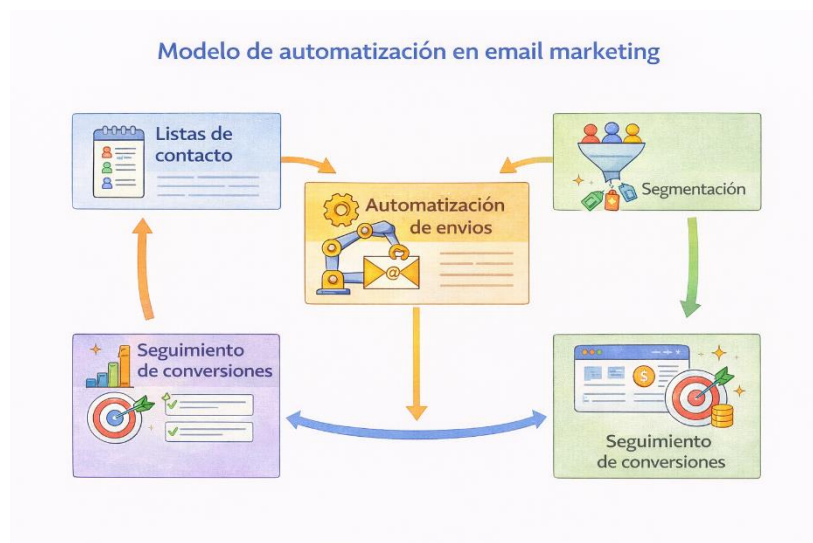 Modelo de automatización en email marketing
Listas de
contacto
Segmentación
Automatización
de envios
@
Seguimiento
de conversiones
$
Seguimiento
de conversiones